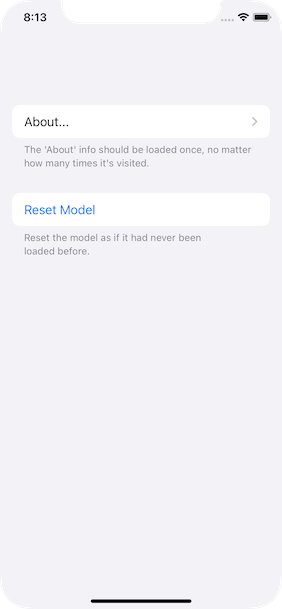 8:13
About...
The 'About' info should be loaded once, no matter
how many times it's visited.
Reset Model
Reset the model as if it had never been
loaded before.